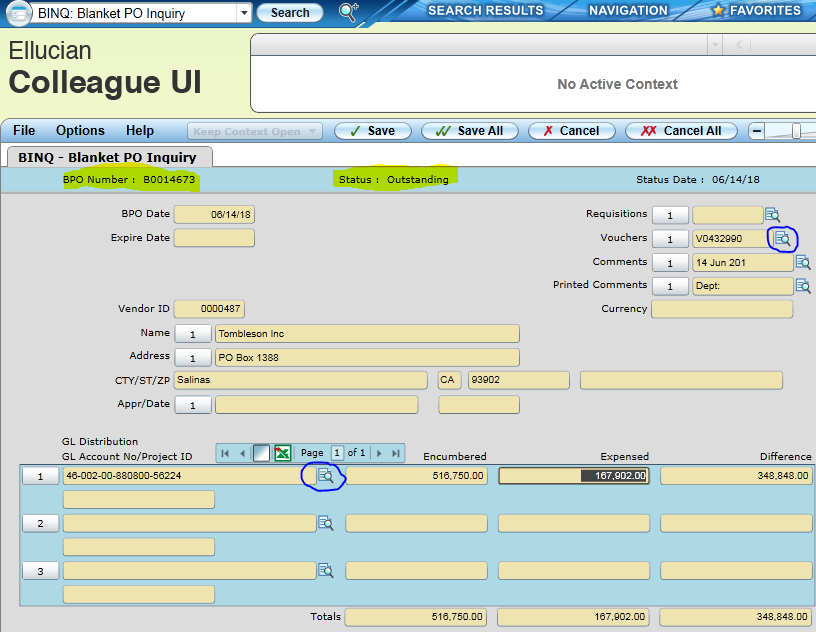 BINQ: Blanket PO Inquiry Search SEARCH RESULTS NAVIGATION FAVORITES
Ellucian
Colleague UI
No Active Context
File Options Help Keep Context Open Save Save All Cancel Cancel All
BINQ - Blanket PO Inquiry
BPO Number : B0014673 Status : Outstanding Status Date : 06/14/18
BPO Date 06/14/18 Requisitions 1
Expire Date Vouchers 1 V0432990
Comments 1 14 Jun 201
Printed Comments 1 Dept:
Vendor ID 0000487 Currency
Name 1 Tombleson Inc
Address 1 PO Box 1388
CTY/ST/ZP Salinas CA 93902
Appr/Date 1
GL Distribution
GL Account No/Project ID Page 1 of 1 Encumbered Expensed Difference
1 46-002-00-880800-56224 516,750.00 167,902.00 348,848.00
2
3
Totals 516,750.00 167,902.00 348,848.00